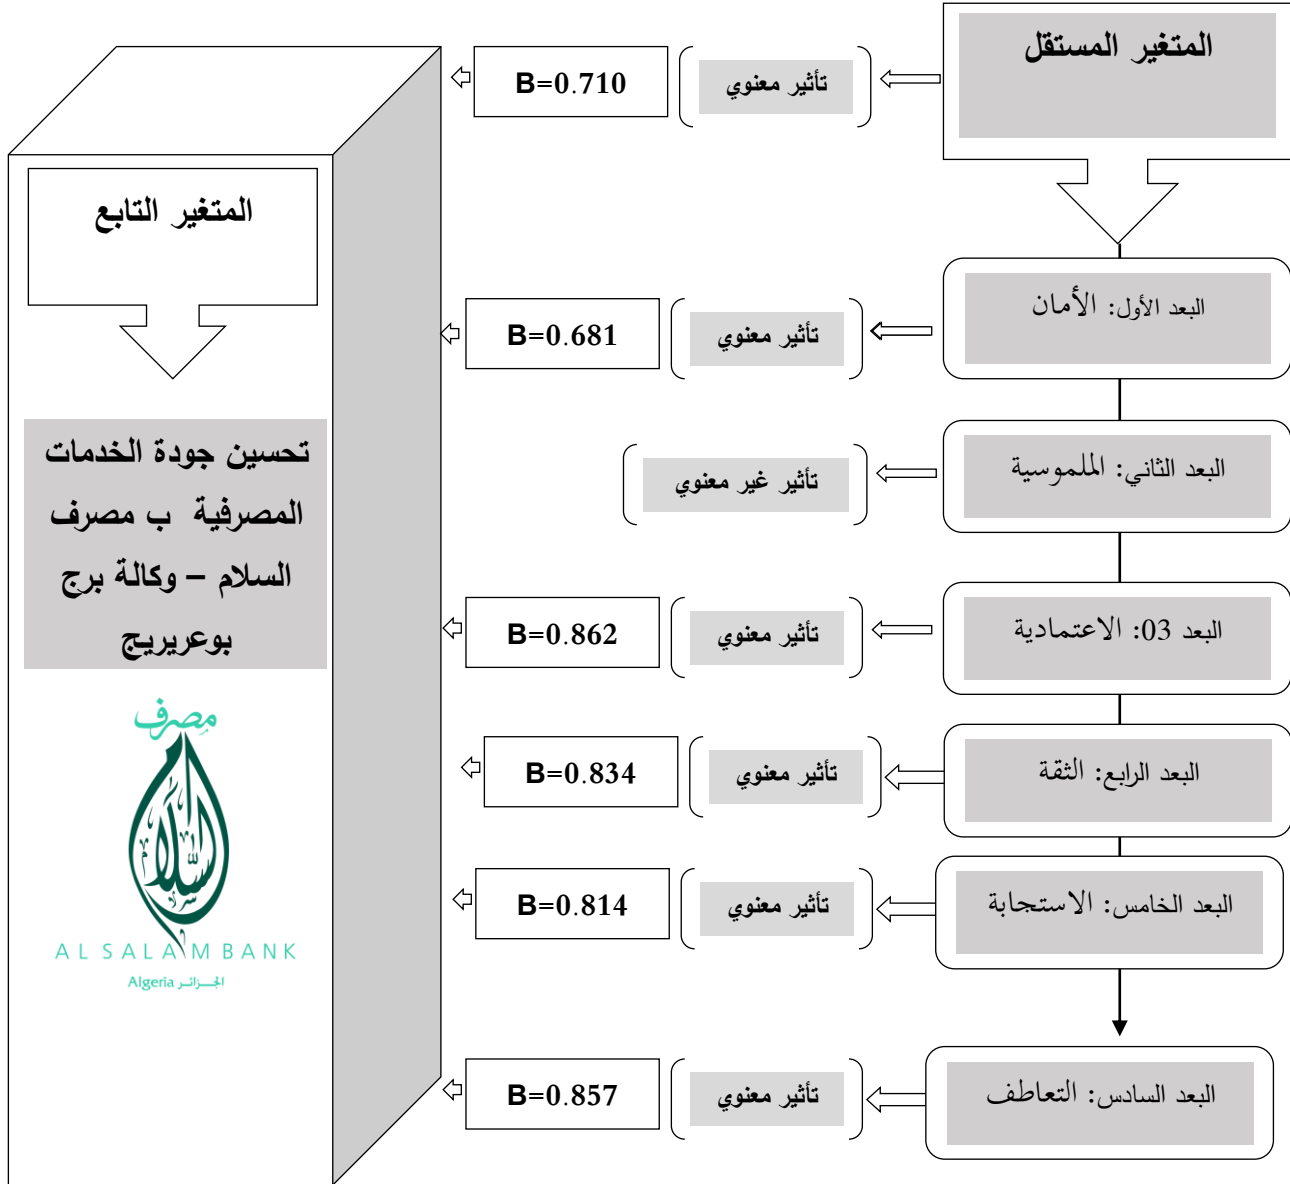 المتغير المستقل
تأثير معنوي
B=0.710
البعد الأول: الأمان
تأثير معنوي
B=0.681
البعد الثاني: الملموسية
تأثير غير معنوي
البعد 03: الاعتمادية
تأثير معنوي
B=0.862
البعد الرابع: الثقة
تأثير معنوي
B=0.834
البعد الخامس: الاستجابة
تأثير معنوي
B=0.814
البعد السادس: التعاطف
تأثير معنوي
B=0.857
المتغير التابع
تحسين جودة الخدمات
المصرفية ب مصرف
السلام – وكالة برج
بوعريريج
مصرف
السلام
AL SALAM BANK
Algeria الجـزائـر